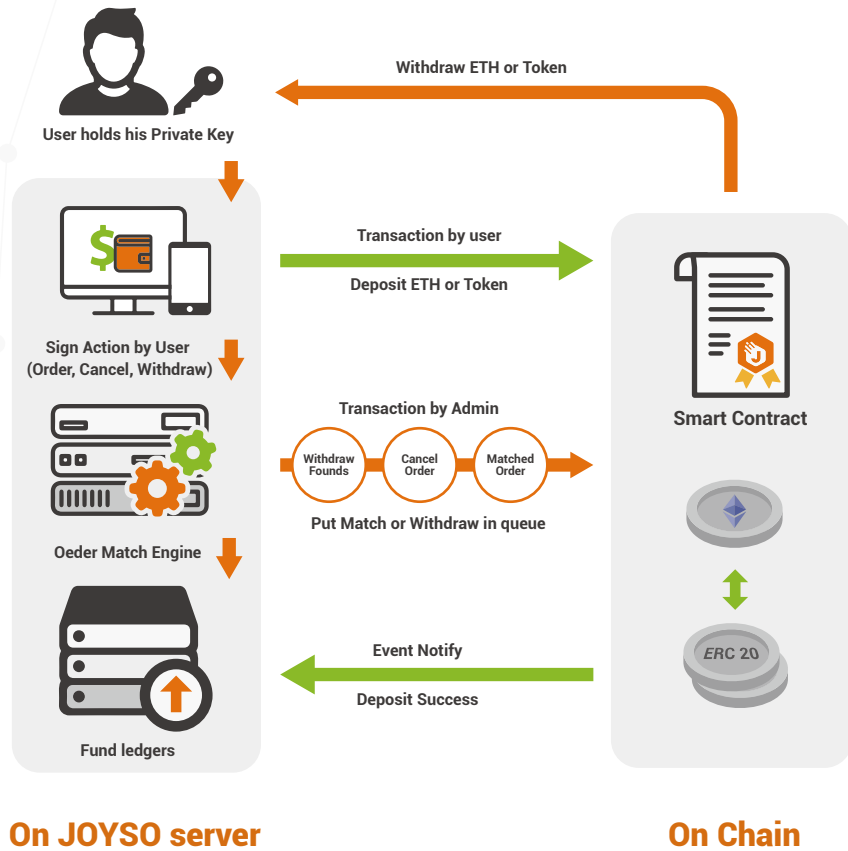 Withdraw ETH or Token
User holds his Private Key
Transaction by user
Deposit ETH or Token
Sign Action by User
(Order, Cancel, Withdraw)
J
Smart Contract
Transaction by Admin
Withdraw
Founds
Cancel
Order
Matched
Order
Put Match or Withdraw in queue
Oeder Match Engine
ERC 20
Event Notify
Deposit Success
Fund ledgers
On JOYSO server
On Chain